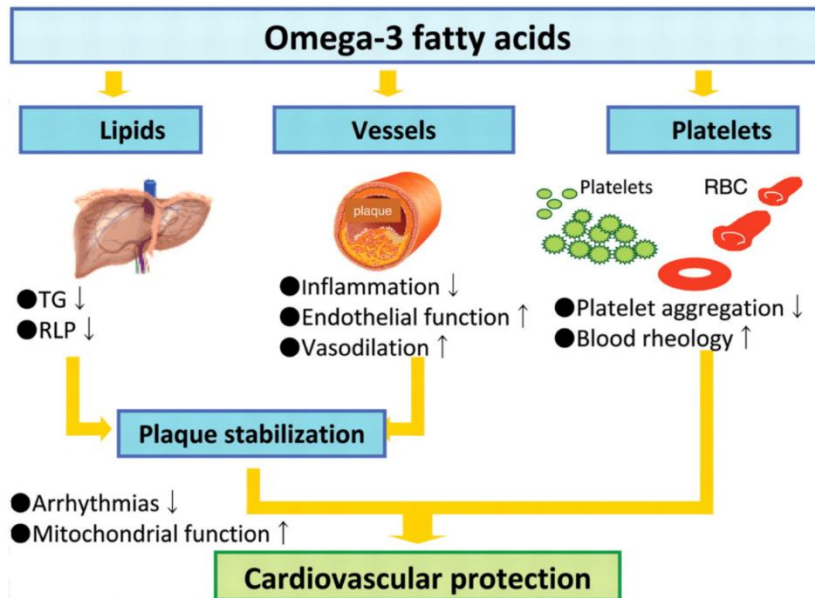 Omega-3 fatty acids
Lipids
Vessels
Platelets
plaque
Platelets
RBC
●TG ↓
●RLP ↓
●Inflammation ↓
●Endothelial function ↑
●Vasodilation ↑
●Platelet aggregation ↓
●Blood rheology ↑
Plaque stabilization
●Arrhythmias ↓
●Mitochondrial function ↑
Cardiovascular protection